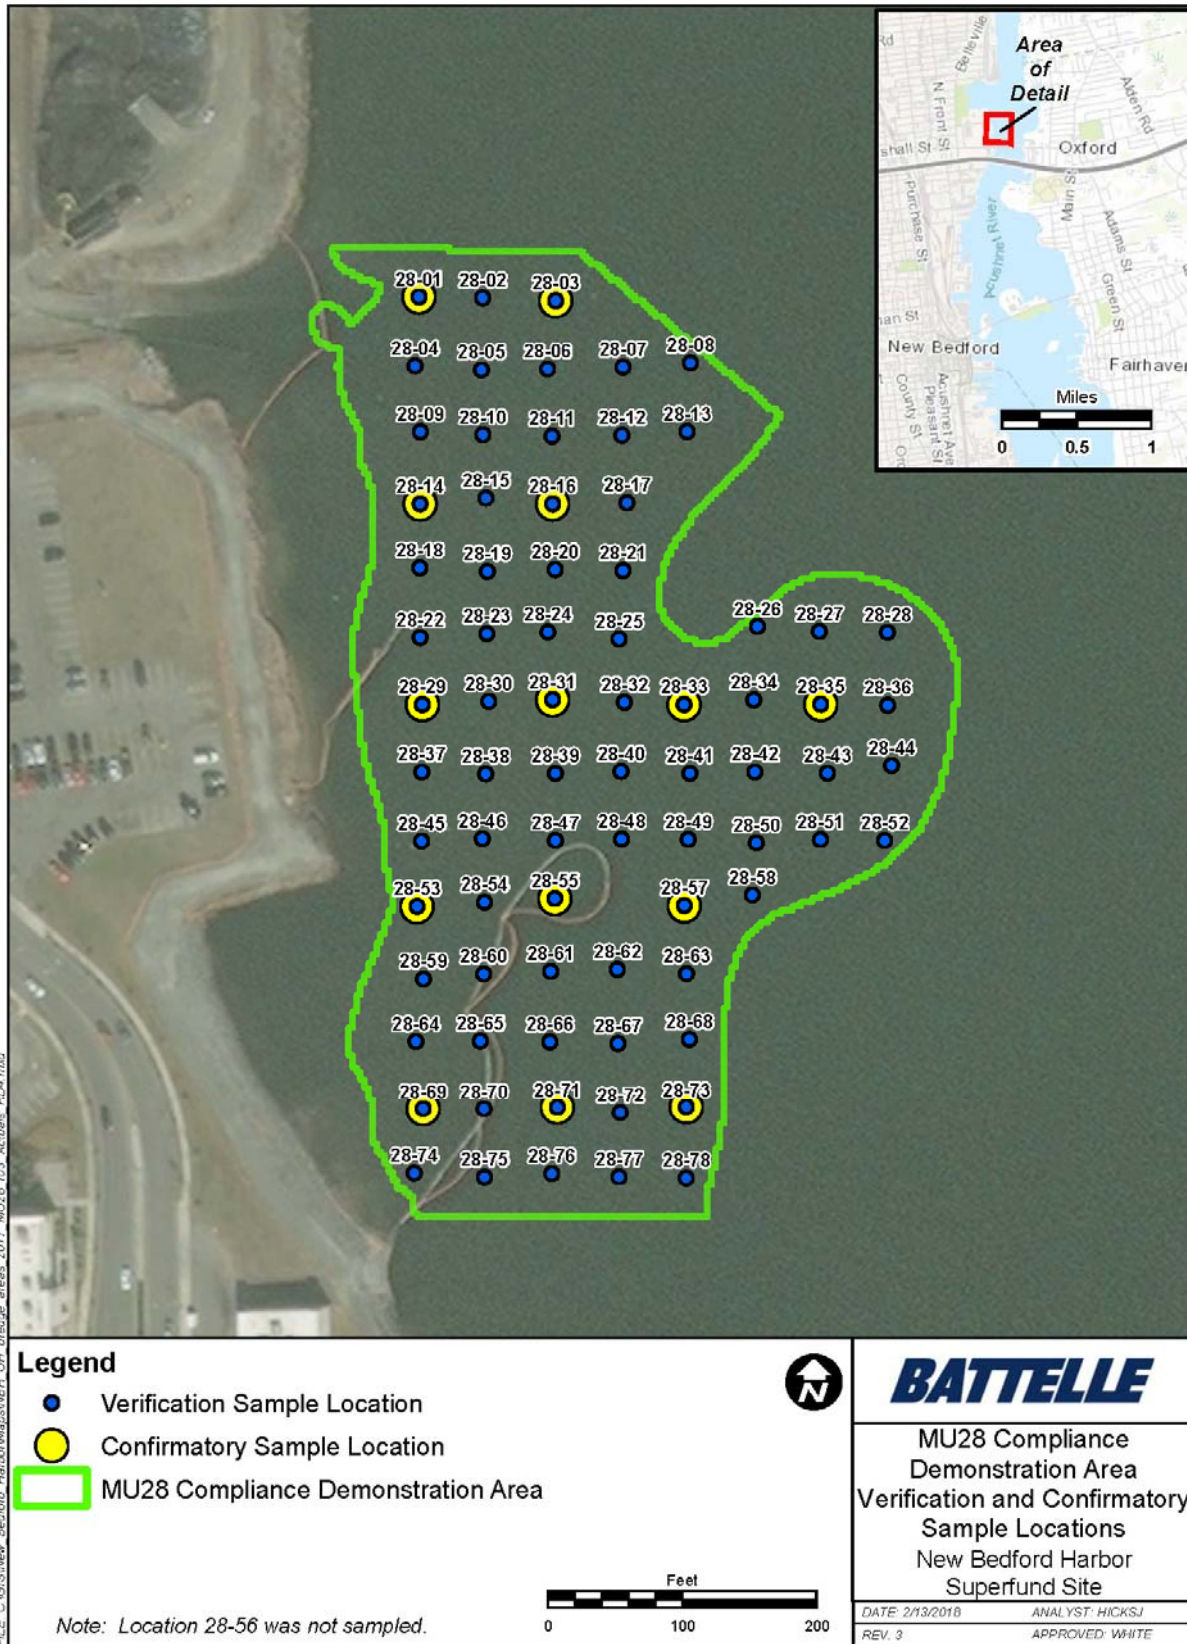 Area
of
Detail
Belleville
Rd
N Front St
Alden Rd
shall St
Oxford
Main St
Purchase St
Acushnet River
Adams St
Green St
an St
New Bedford
Fairhaven
County St
Acushnet Ave
Pleasant St
Miles
0 0.5 1
28-01 28-02 28-03
28-04 28-05 28-06 28-07 28-08
28-09 28-10 28-11 28-12 28-13
28-14 28-15 28-16 28-17
28-18 28-19 28-20 28-21
28-22 28-23 28-24 28-25 28-26 28-27 28-28
28-29 28-30 28-31 28-32 28-33 28-34 28-35 28-36
28-37 28-38 28-39 28-40 28-41 28-42 28-43 28-44
28-45 28-46 28-47 28-48 28-49 28-50 28-51 28-52
28-53 28-54 28-55 28-57 28-58
28-59 28-60 28-61 28-62 28-63
28-64 28-65 28-66 28-67 28-68
28-69 28-70 28-71 28-72 28-73
28-74 28-75 28-76 28-77 28-78
Legend
Verification Sample Location
Confirmatory Sample Location
MU28 Compliance Demonstration Area
N
Feet
0 100 200
Note: Location 28-56 was not sampled.
BATTELLE
MU28 Compliance
Demonstration Area
Verification and Confirmatory
Sample Locations
New Bedford Harbor
Superfund Site
DATE: 2/13/2018 ANALYST: HICKSJ
REV. 3 APPROVED: WHITE